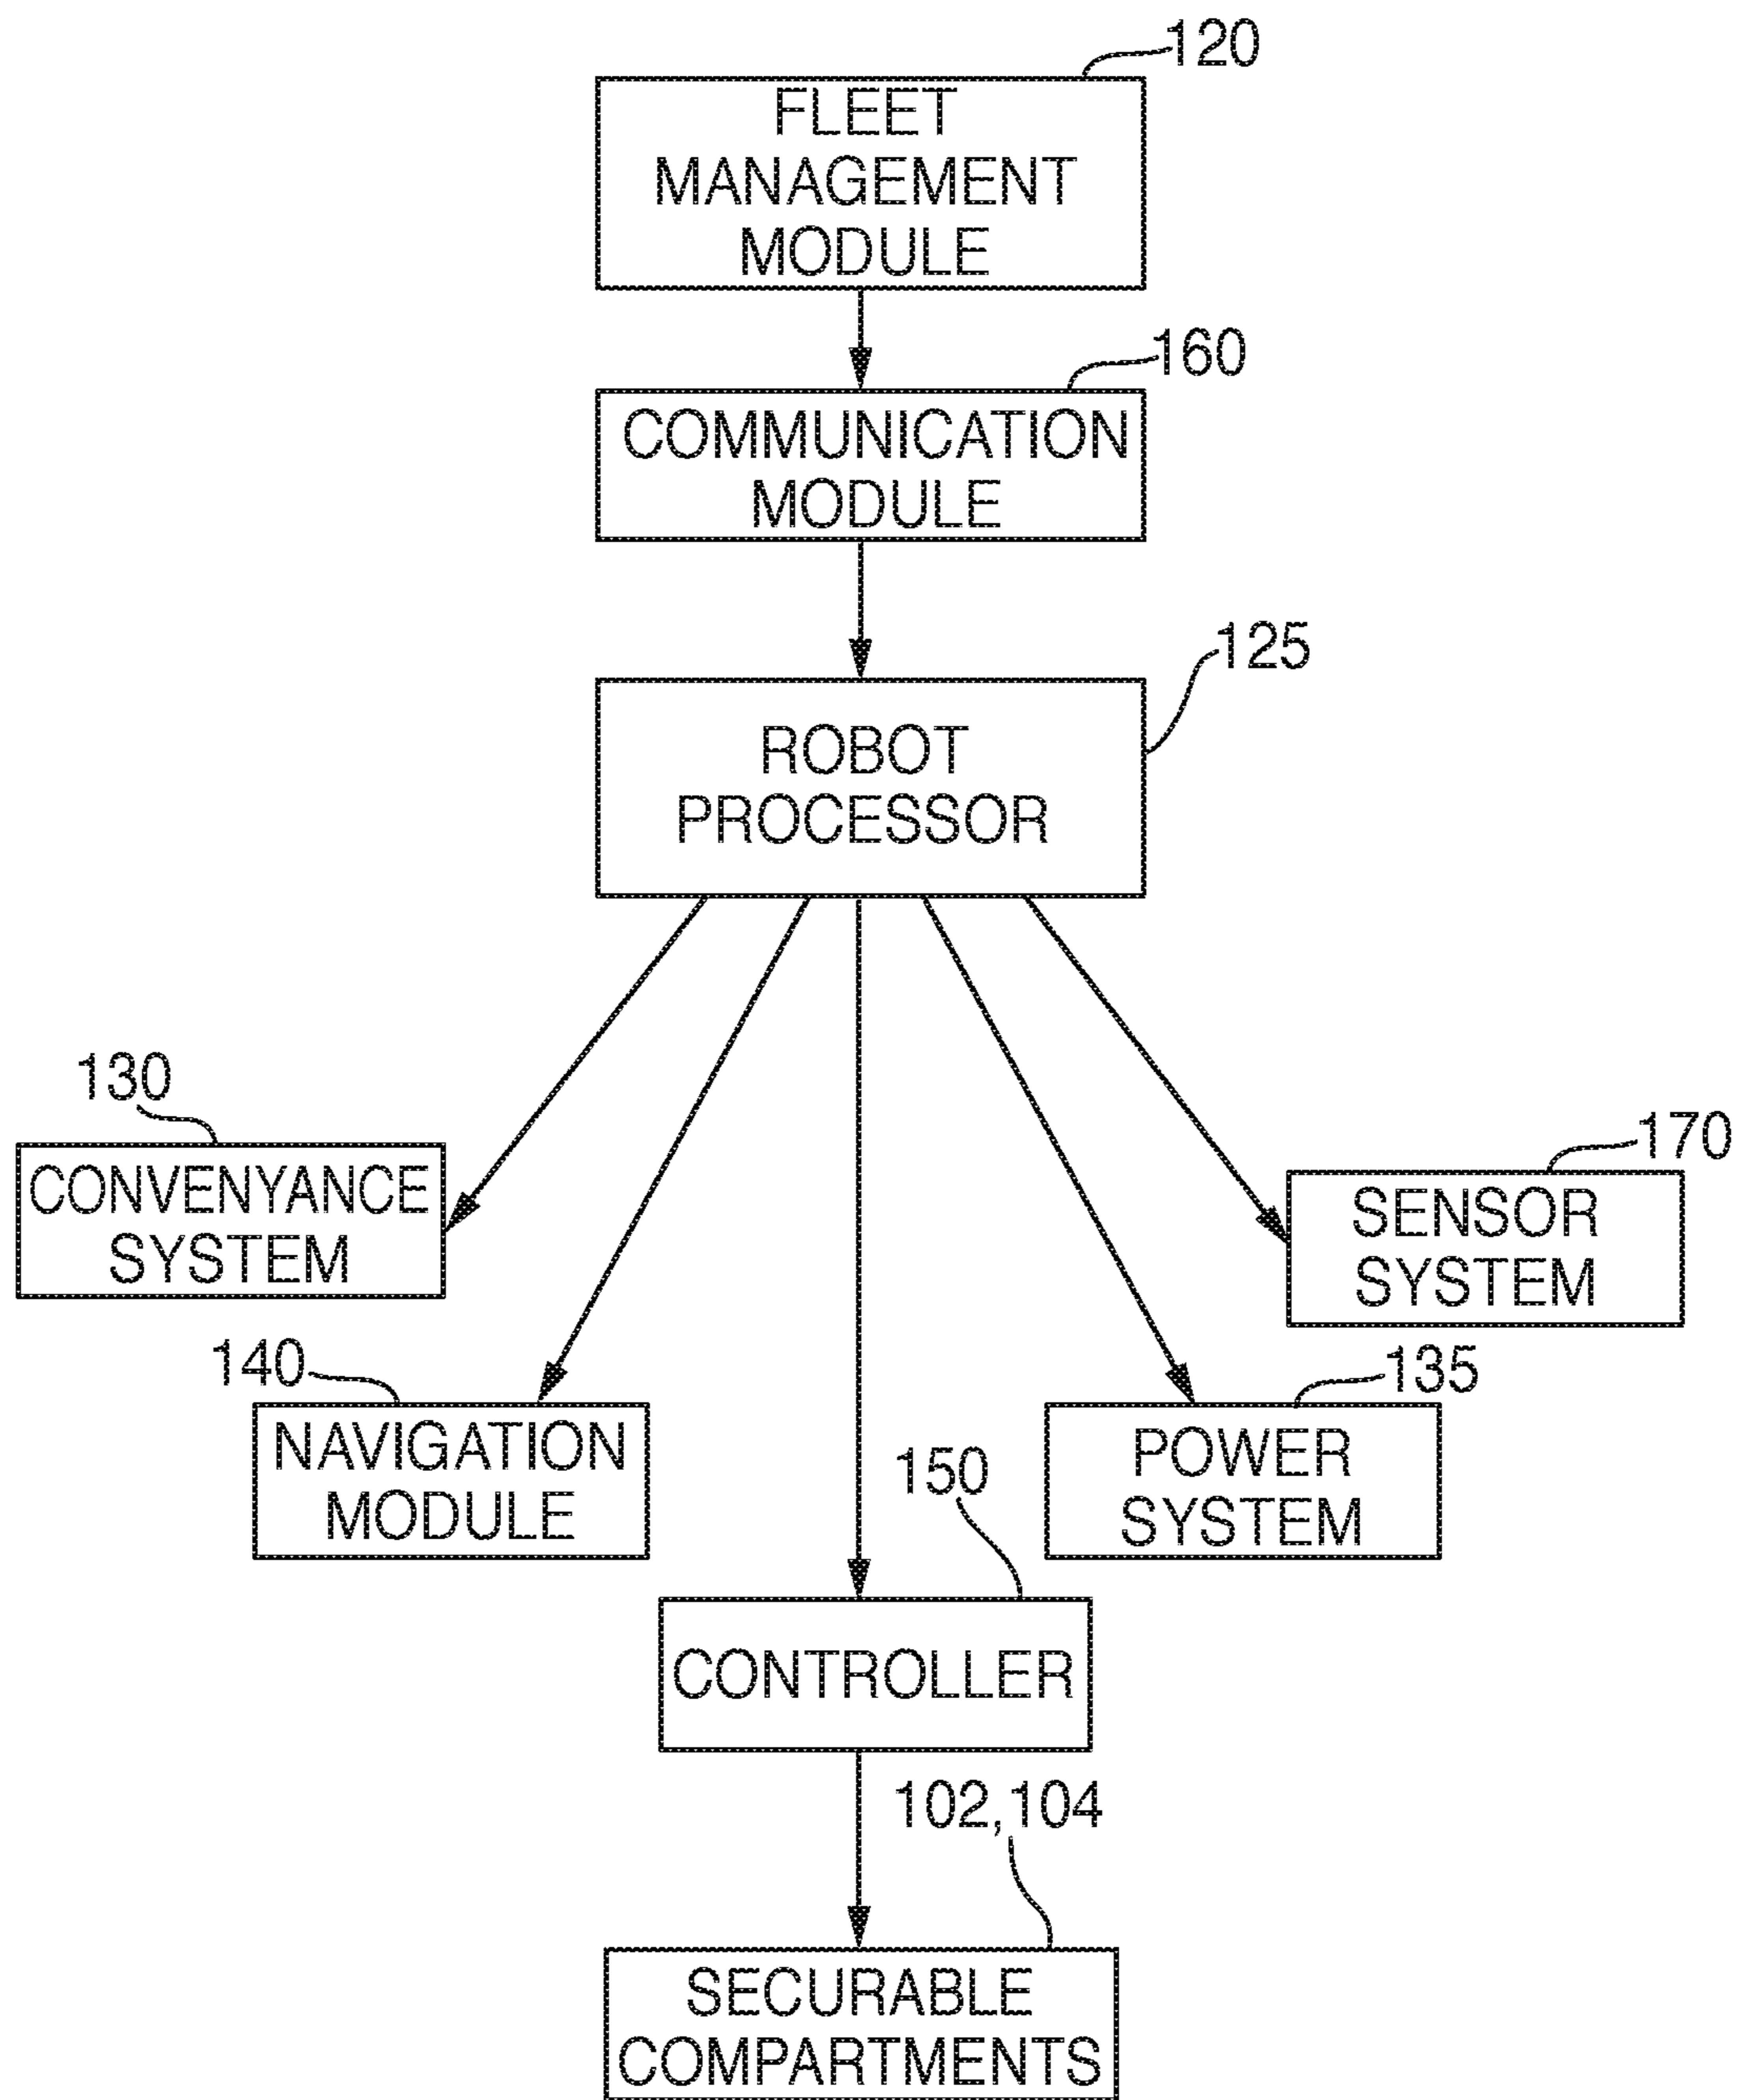 120
FLEET
MANAGEMENT
MODULE
160
COMMUNICATION
MODULE
125
ROBOT
PROCESSOR
130
CONVENYANCE
SYSTEM
170
SENSOR
SYSTEM
140
NAVIGATION
MODULE
135
POWER
SYSTEM
150
CONTROLLER
102,104
SECURABLE
COMPARTMENTS